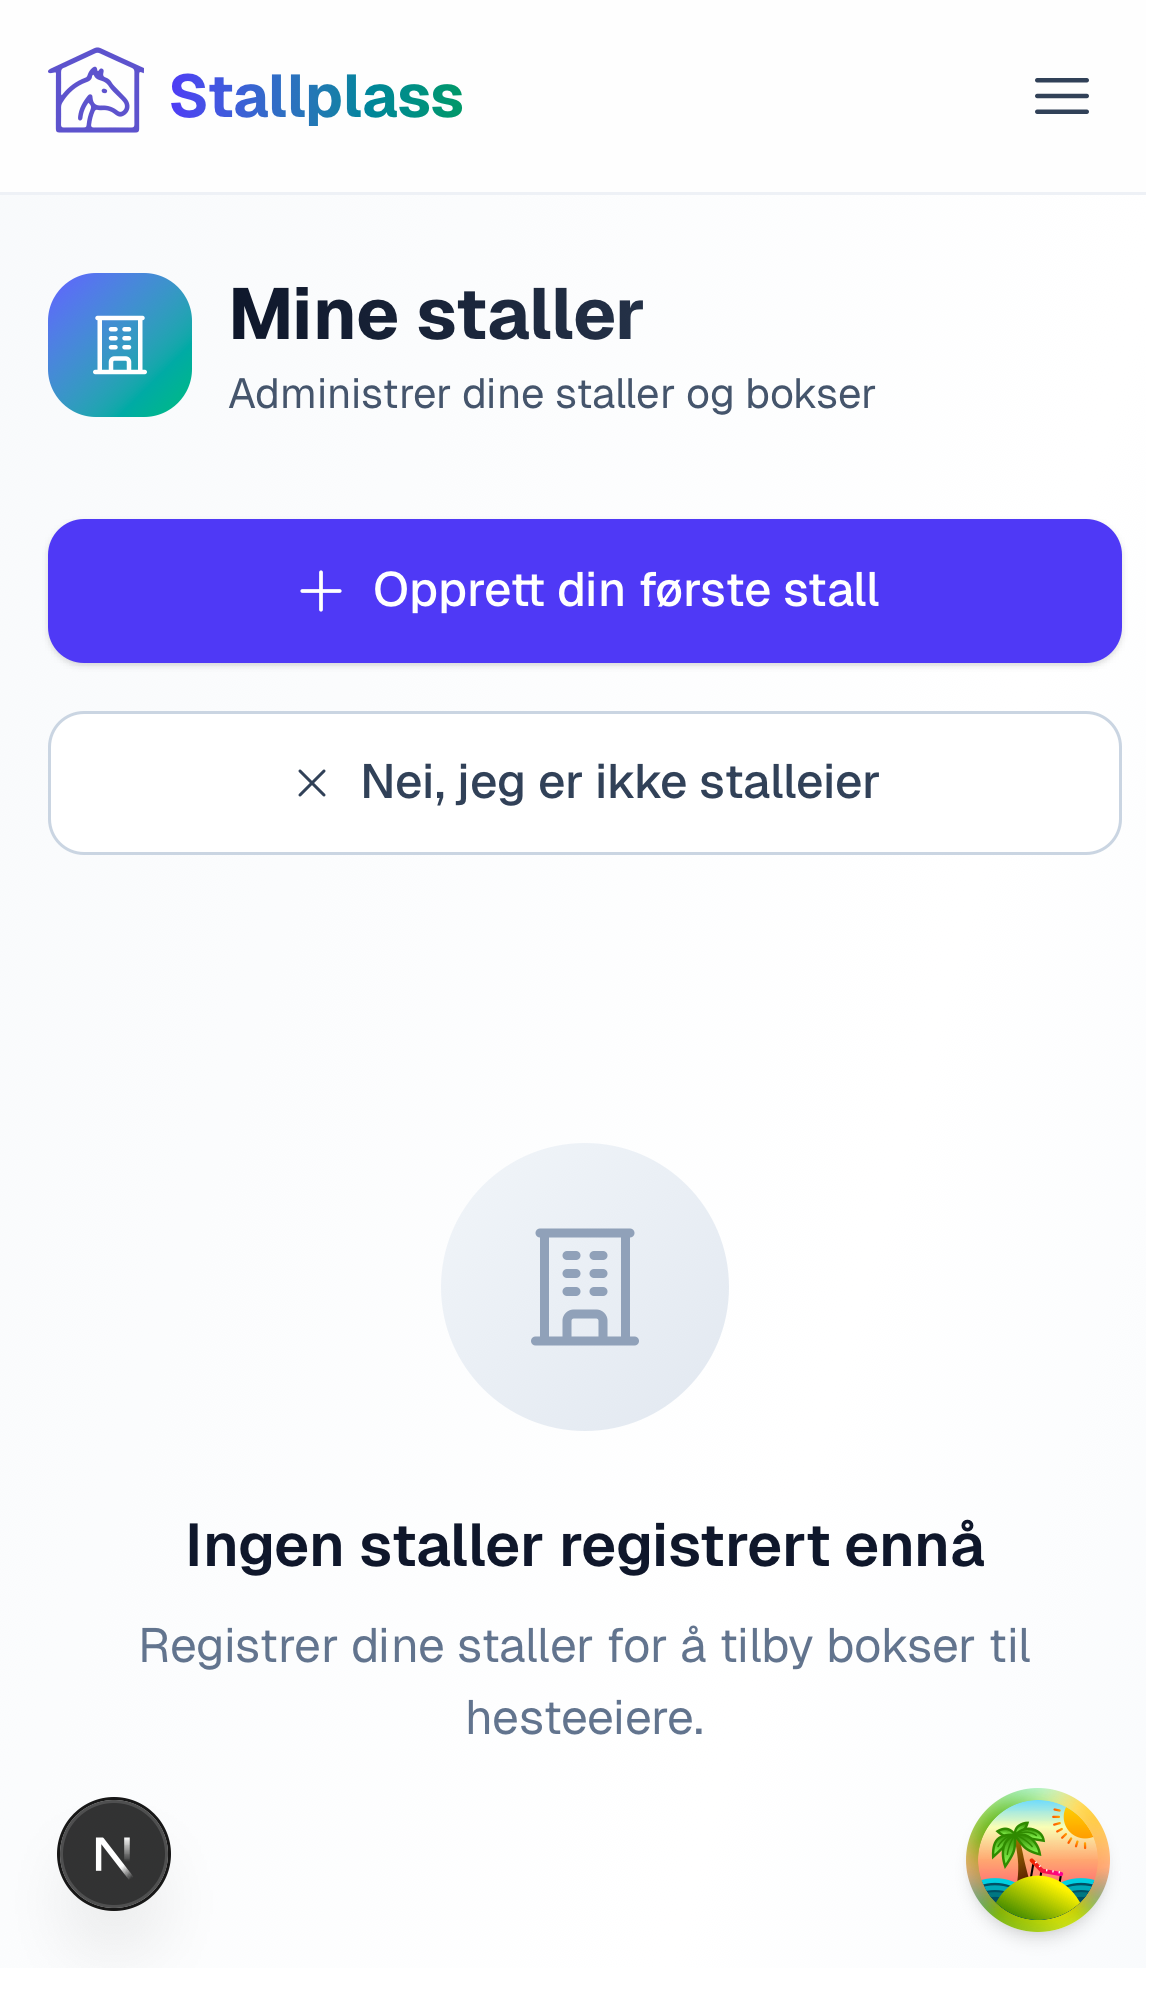 Stallplass
Mine staller
Administrer dine staller og bokser
Opprett din første stall
Nei, jeg er ikke stalleier
Ingen staller registrert ennå
Registrer dine staller for å tilby bokser til
hesteeiere.
N